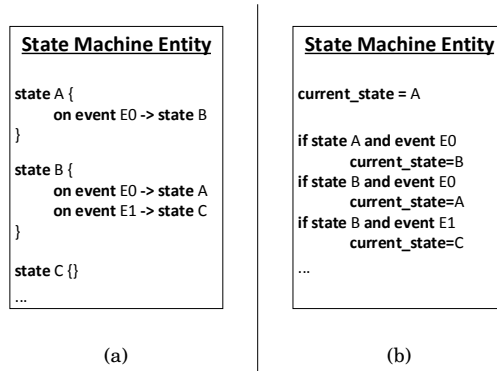 State Machine Entity
state A {
on event E0 -> state B
}
state B {
on event E0 -> state A
on event E1 -> state C
}
state C {}
...
(a)
State Machine Entity
current_state = A
if state A and event E0
current_state=B
if state B and event E0
current_state=A
if state B and event E1
current_state=C
...
(b)